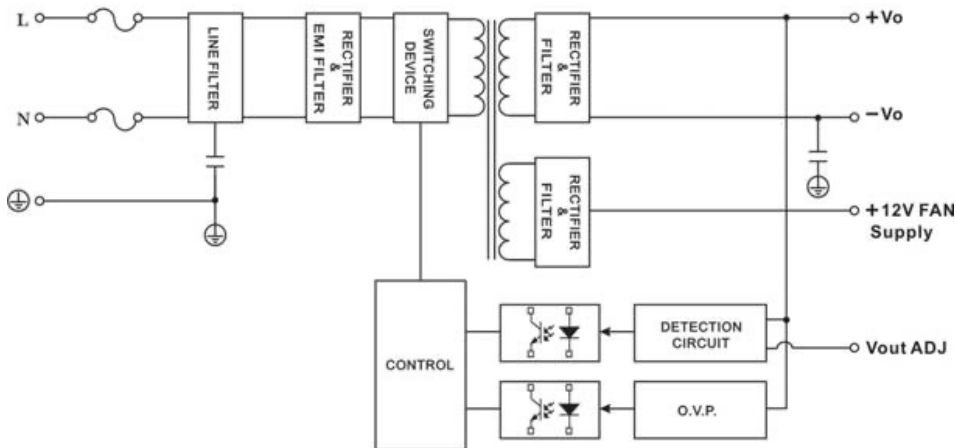 L
N
LINE FILTER
RECTIFIER
&
EMI FILTER
SWITCHING
DEVICE
RECTIFIER
&
FILTER
+Vo
−Vo
RECTIFIER
&
FILTER
+12V FAN
Supply
CONTROL
DETECTION
CIRCUIT
Vout ADJ
O.V.P.